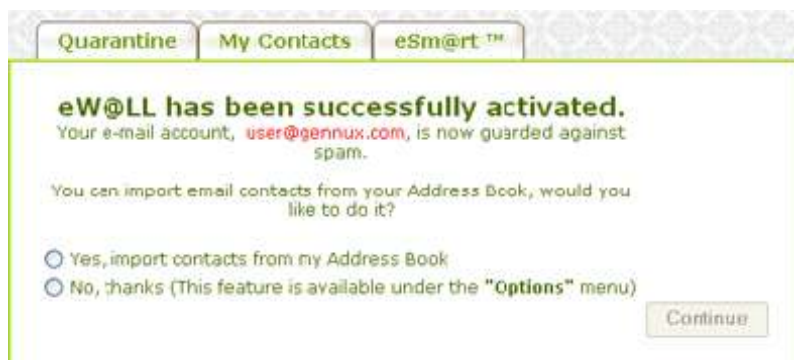 Quarantine My Contacts eSm@rt ™
eW@LL has been successfully activated.
Your e-mail account, user@gennux.com, is now guarded against
spam.
You can import email contacts from your Address Book, would you
like to do it?
Yes, import contacts from my Address Book
No, thanks (This feature is available under the "Options" menu)
Continue